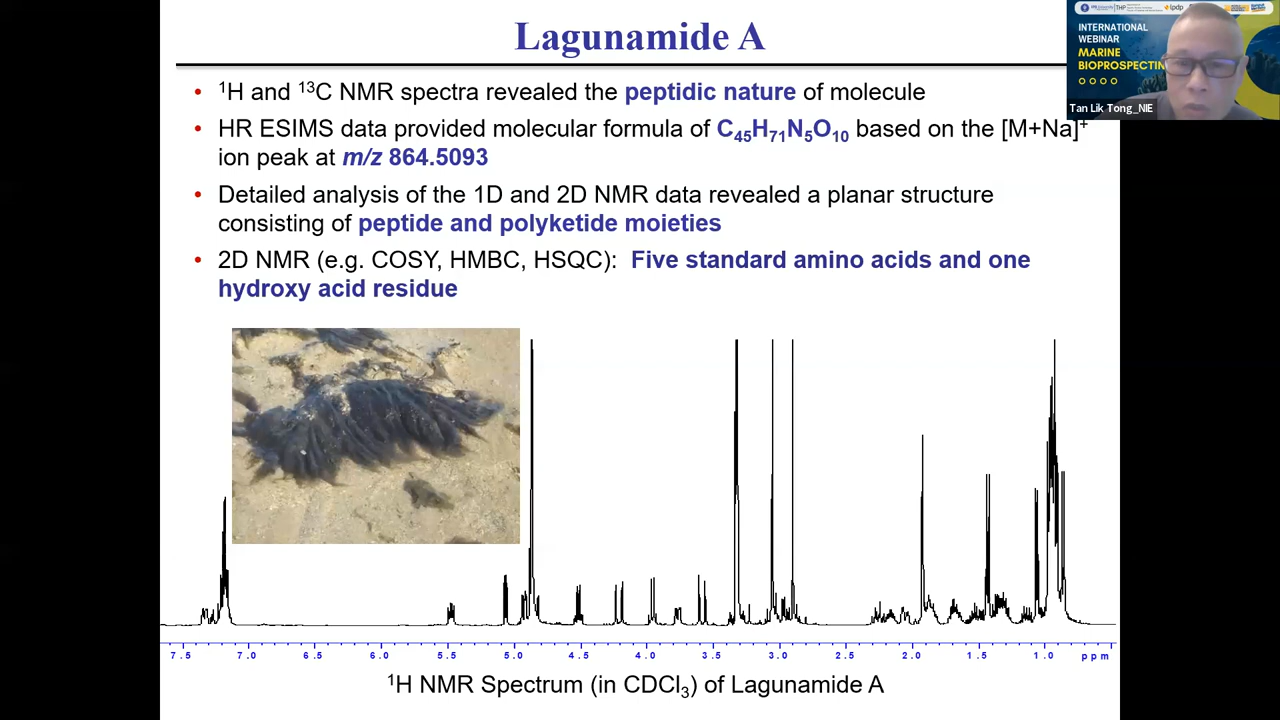 Lagunamide A
• ¹H and ¹³C NMR spectra revealed the peptidic nature of molecule
• HR ESIMS data provided molecular formula of C₄₅H₇₁N₅O₁₀ based on the [M+Na]⁺
ion peak at m/z 864.5093
• Detailed analysis of the 1D and 2D NMR data revealed a planar structure
consisting of peptide and polyketide moieties
• 2D NMR (e.g. COSY, HMBC, HSQC): Five standard amino acids and one
hydroxy acid residue
7.5 7.0 6.5 6.0 5.5 5.0 4.5 4.0 3.5 3.0 2.5 2.0 1.5 1.0 ppm
¹H NMR Spectrum (in CDCl₃) of Lagunamide A
THP
lpdp
INTERNATIONAL
WEBINAR
MARINE
BIOPROSPECTIN
Tan Lik Tong_NIE